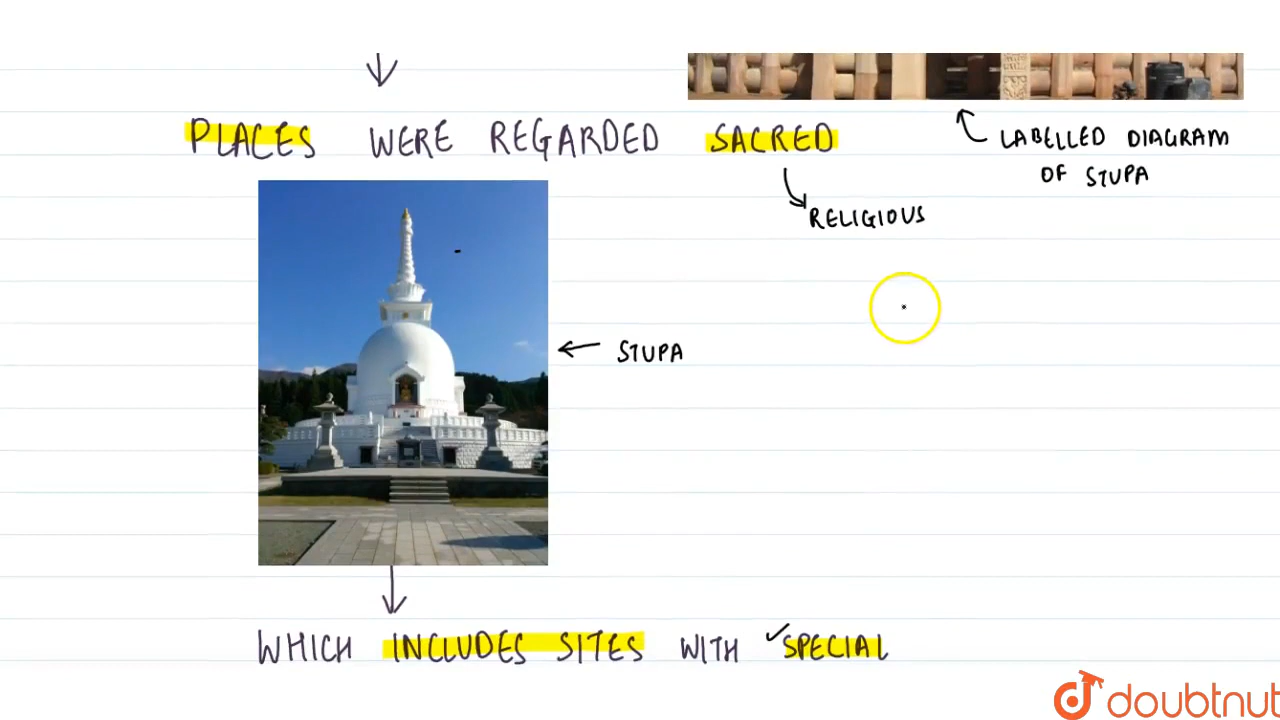 PLACES WERE REGARDED SACRED
LABELLED DIAGRAM
OF STUPA
RELIGIOUS
STUPA
WHICH INCLUDES SITES WITH SPECIAL
doubtnut